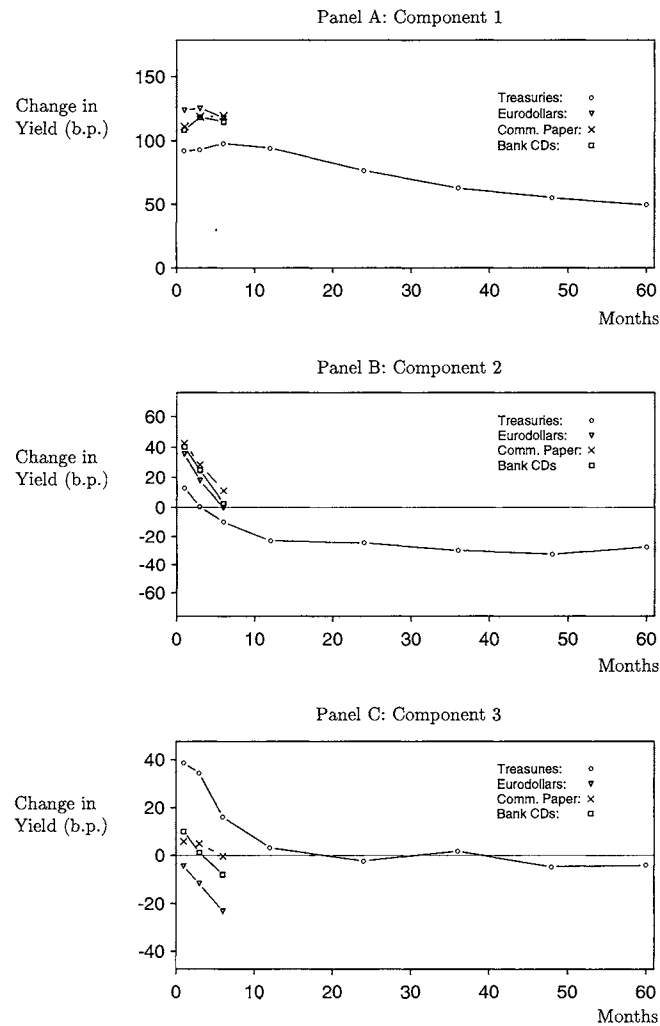 Panel A: Component 1
Change in
Yield (b.p.)
150
100
50
0
Treasuries:
Eurodollars:
Comm. Paper:
Bank CDs:
0 10 20 30 40 50 60
Months
Panel B: Component 2
Change in
Yield (b.p.)
60
40
20
0
-20
-40
-60
Treasuries:
Eurodollars:
Comm. Paper:
Bank CDs
0 10 20 30 40 50 60
Months
Panel C: Component 3
Change in
Yield (b.p.)
40
20
0
-20
-40
Treasunes:
Eurodollars:
Comm. Paper:
Bank CDs:
0 10 20 30 40 50 60
Months